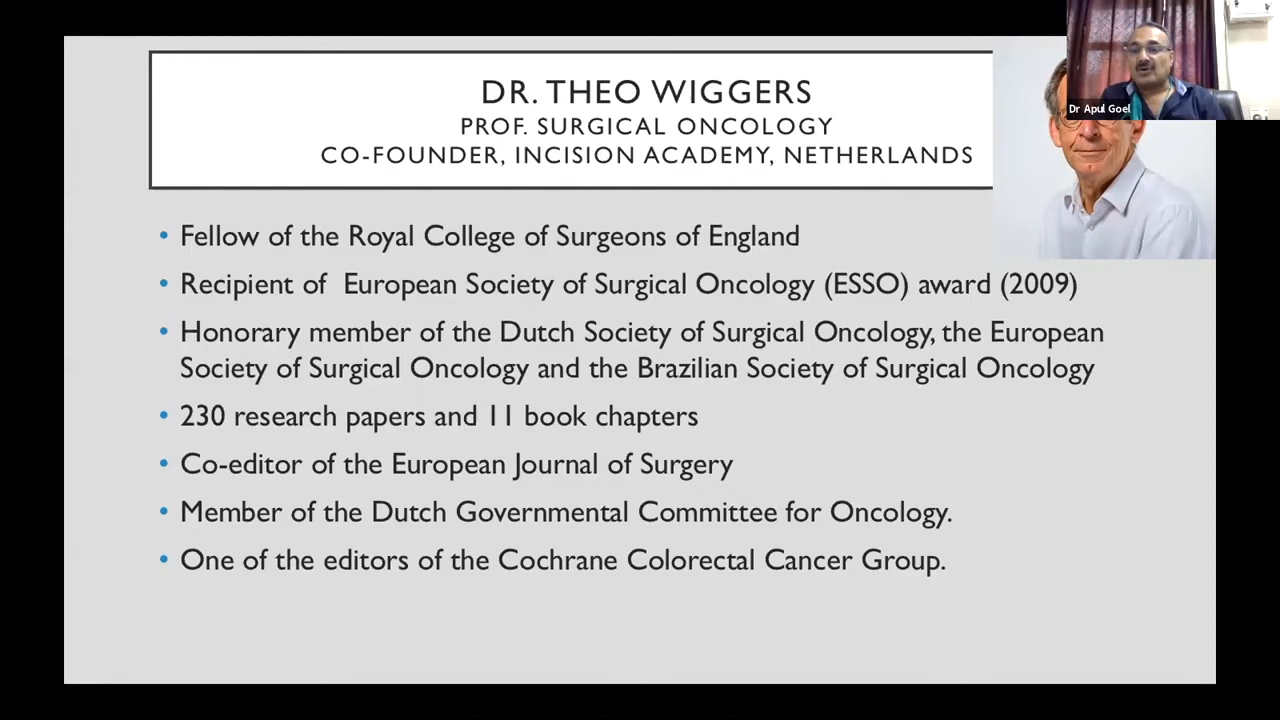 DR. THEO WIGGERS
PROF. SURGICAL ONCOLOGY
CO-FOUNDER, INCISION ACADEMY, NETHERLANDS
Dr Apul Goel
• Fellow of the Royal College of Surgeons of England
• Recipient of European Society of Surgical Oncology (ESSO) award (2009)
• Honorary member of the Dutch Society of Surgical Oncology, the European
Society of Surgical Oncology and the Brazilian Society of Surgical Oncology
• 230 research papers and 11 book chapters
• Co-editor of the European Journal of Surgery
• Member of the Dutch Governmental Committee for Oncology.
• One of the editors of the Cochrane Colorectal Cancer Group.